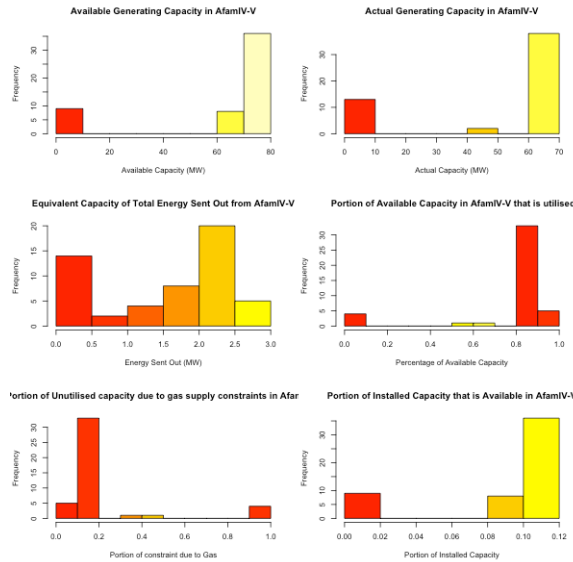 Available Generating Capacity in AfamIV-V
Frequency
0 5 10 20 30
0 20 40 60 80
Available Capacity (MW)
Actual Generating Capacity in AfamIV-V
Frequency
0 10 20 30
0 10 20 30 40 50 60 70
Actual Capacity (MW)
Equivalent Capacity of Total Energy Sent Out from AfamIV-V
Frequency
0 5 10 15 20
0.0 0.5 1.0 1.5 2.0 2.5 3.0
Energy Sent Out (MW)
Portion of Available Capacity in AfamIV-V that is utilised
Frequency
0 5 10 20 30
0.0 0.2 0.4 0.6 0.8 1.0
Percentage of Available Capacity
Portion of Unutilised capacity due to gas supply constraints in Afar
Frequency
0 5 10 20 30
0.0 0.2 0.4 0.6 0.8 1.0
Portion of constraint due to Gas
Portion of Installed Capacity that is Available in AfamIV-V
Frequency
0 5 10 20 30
0.00 0.02 0.04 0.06 0.08 0.10 0.12
Portion of Installed Capacity